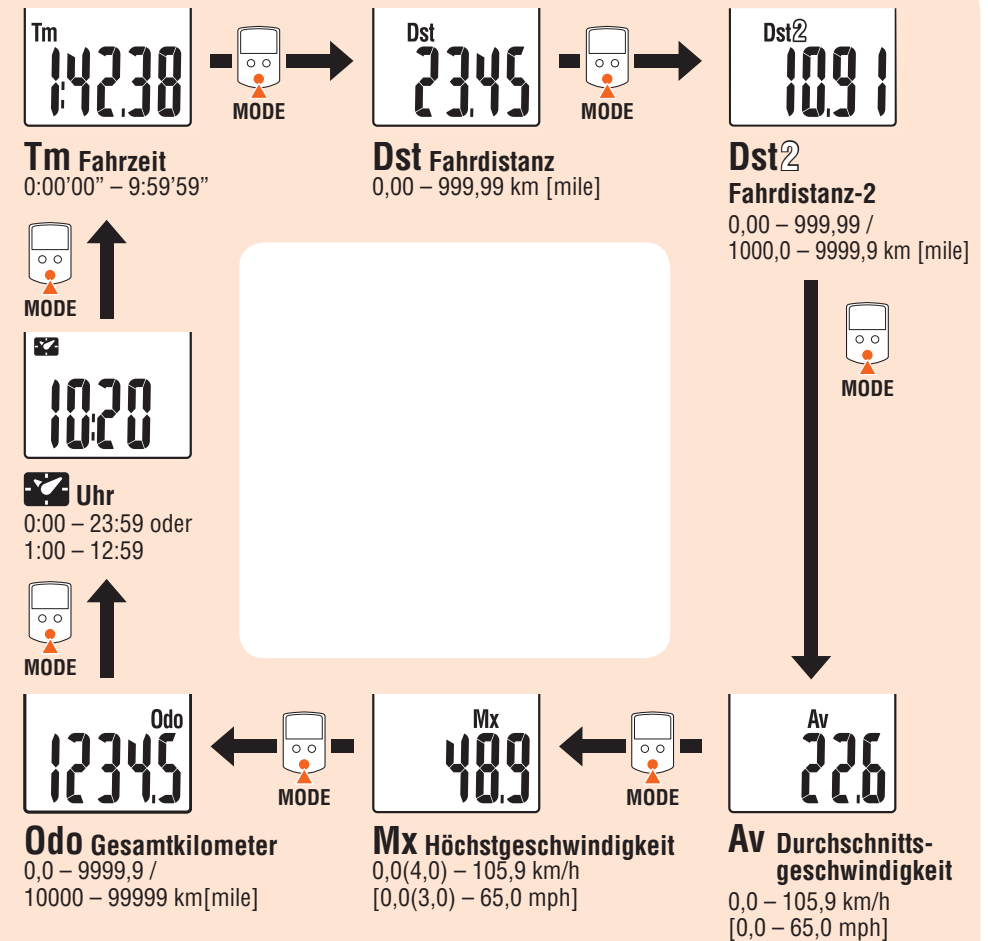 Tm
1:42.38
MODE
Dst
23.45
MODE
Dst2
10.91
Tm Fahrzeit
0:00’00” – 9:59’59”
Dst Fahrdistanz
0,00 – 999,99 km [mile]
Dst2
Fahrdistanz-2
0,00 – 999,99 /
1000,0 – 9999,9 km [mile]
MODE
MODE
10:20
Uhr
0:00 – 23:59 oder
1:00 – 12:59
MODE
Odo
1234.5
MODE
Mx
48.9
MODE
Av
22.6
Odo Gesamtkilometer
0,0 – 9999,9 /
10000 – 99999 km[mile]
Mx Höchstgeschwindigkeit
0,0(4,0) – 105,9 km/h
[0,0(3,0) – 65,0 mph]
Av Durchschnitts-
geschwindigkeit
0,0 – 105,9 km/h
[0,0 – 65,0 mph]